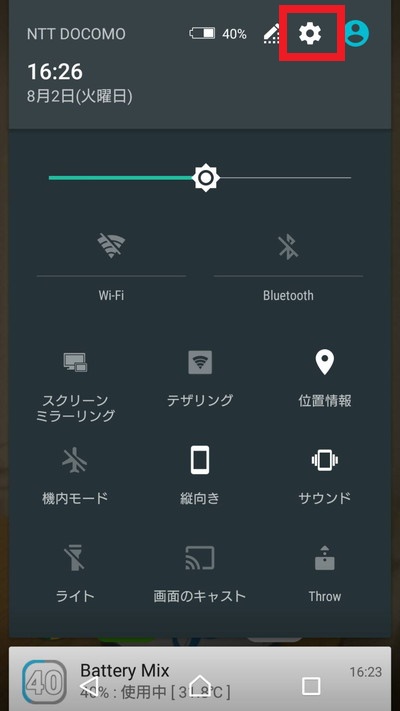 NTT DOCOMO 40%
16:26
8月2日(火曜日)
Wi-Fi Bluetooth
スクリーン
ミラーリング
テザリング
位置情報
機内モード 縦向き サウンド
ライト 画面のキャスト Throw
40 Battery Mix 16:23
40% : 使用中 [ 31.8℃ ]